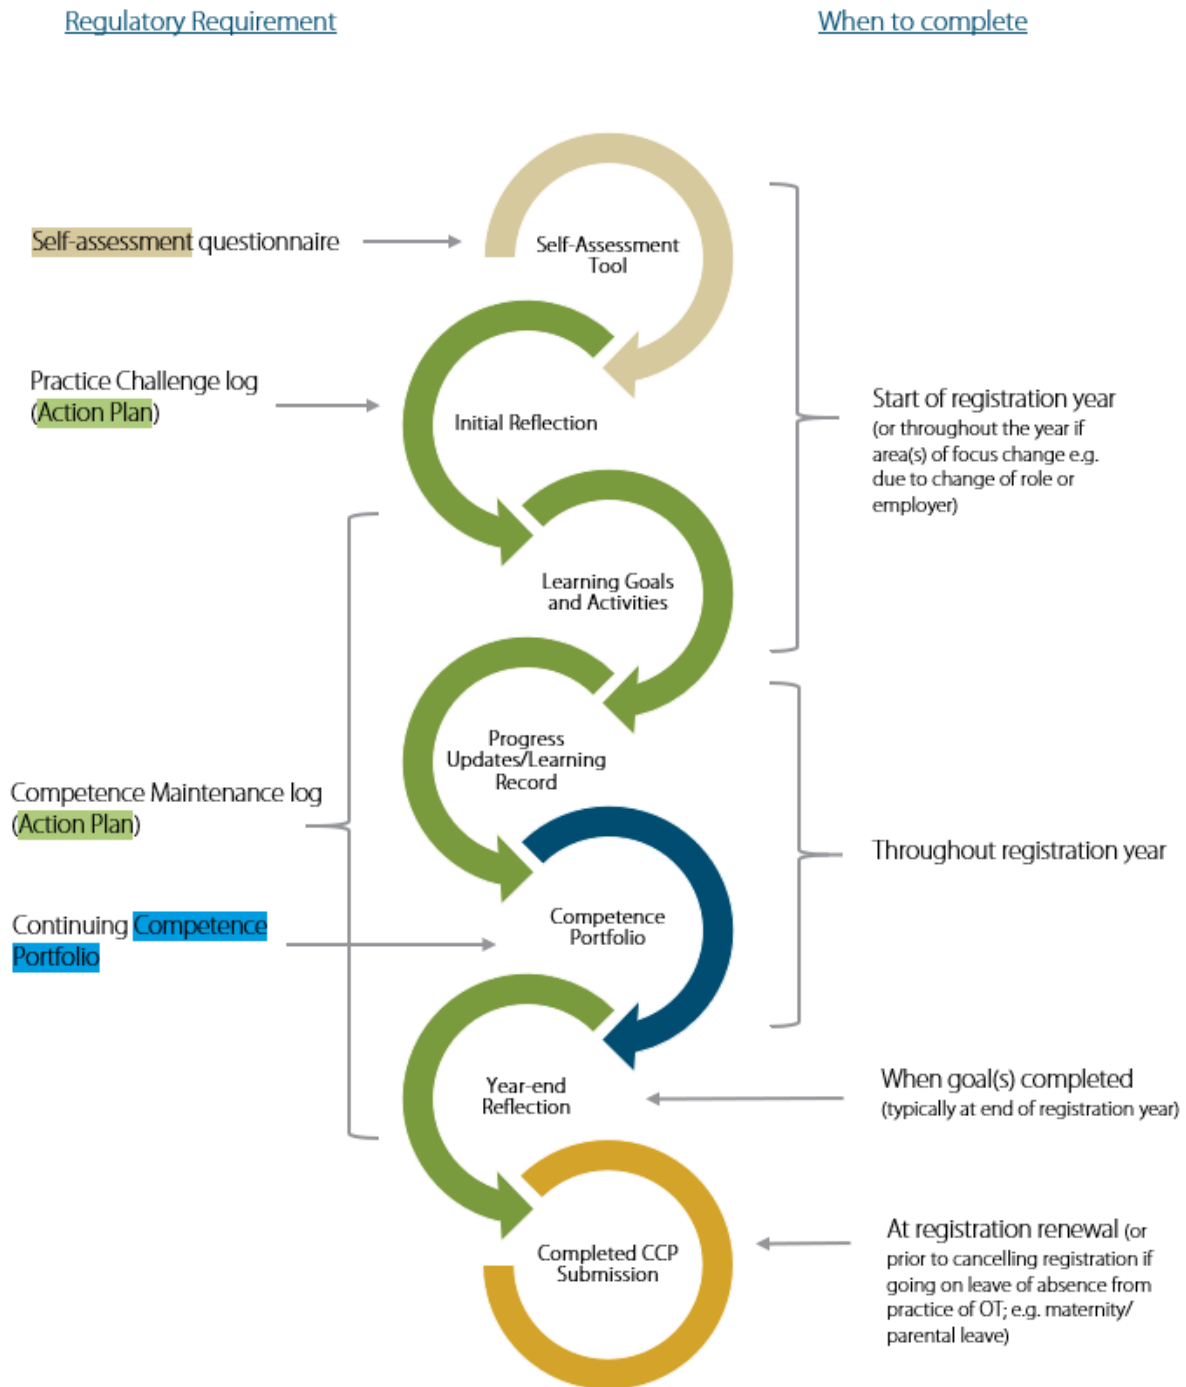 Regulatory Requirement
When to complete
Self-assessment questionnaire
Self-Assessment
Tool
Practice Challenge log
(Action Plan)
Initial Reflection
Start of registration year
(or throughout the year if
area(s) of focus change e.g.
due to change of role or
employer)
Learning Goals
and Activities
Progress
Updates/Learning
Record
Competence Maintenance log
(Action Plan)
Throughout registration year
Continuing Competence
Portfolio
Competence
Portfolio
Year-end
Reflection
When goal(s) completed
(typically at end of registration year)
Completed CCP
Submission
At registration renewal (or
prior to cancelling registration if
going on leave of absence from
practice of OT; e.g. maternity/
parental leave)